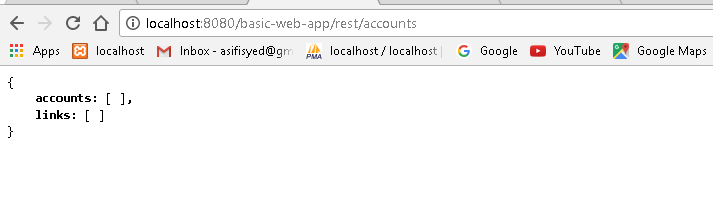 localhost:8080/basic-web-app/rest/accounts
Apps localhost Inbox - asifisyed@gm localhost / localhost | Google YouTube Google Maps
{
accounts: [ ],
links: [ ]
}